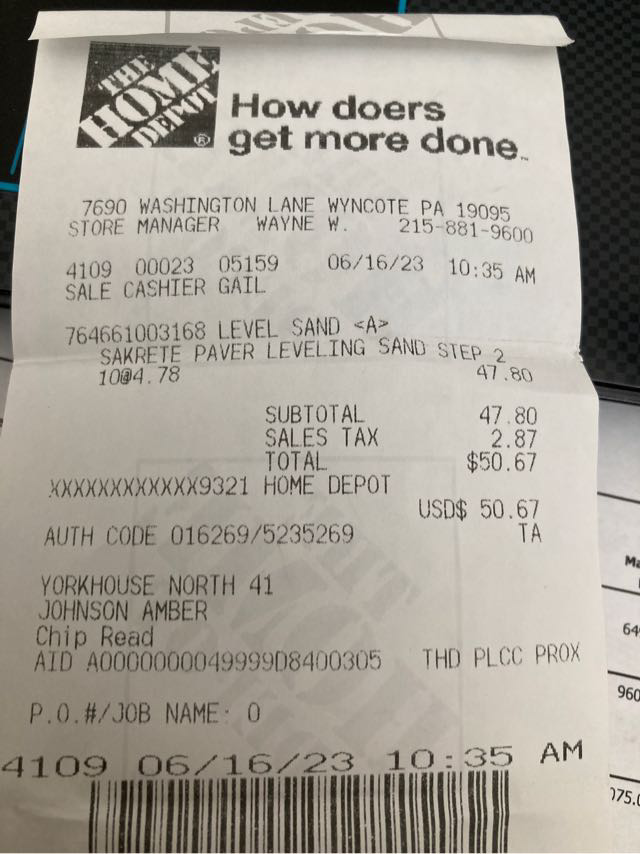 THE
HOME
DEPOT®
How doers
get more done.™
7690 WASHINGTON LANE WYNCOTE PA 19095
STORE MANAGER WAYNE W. 215-881-9600
4109 00023 05159 06/16/23 10:35 AM
SALE CASHIER GAIL
764661003168 LEVEL SAND <A>
SAKRETE PAVER LEVELING SAND STEP 2
10@4.78 47.80
SUBTOTAL 47.80
SALES TAX 2.87
TOTAL $50.67
XXXXXXXXXXXX9321 HOME DEPOT
USD$ 50.67
AUTH CODE 016269/5235269 TA
YORKHOUSE NORTH 41
JOHNSON AMBER
Chip Read
AID A0000000049999D8400305 THD PLCC PROX
P.O.#/JOB NAME: 0
4109 06/16/23 10:35 AM